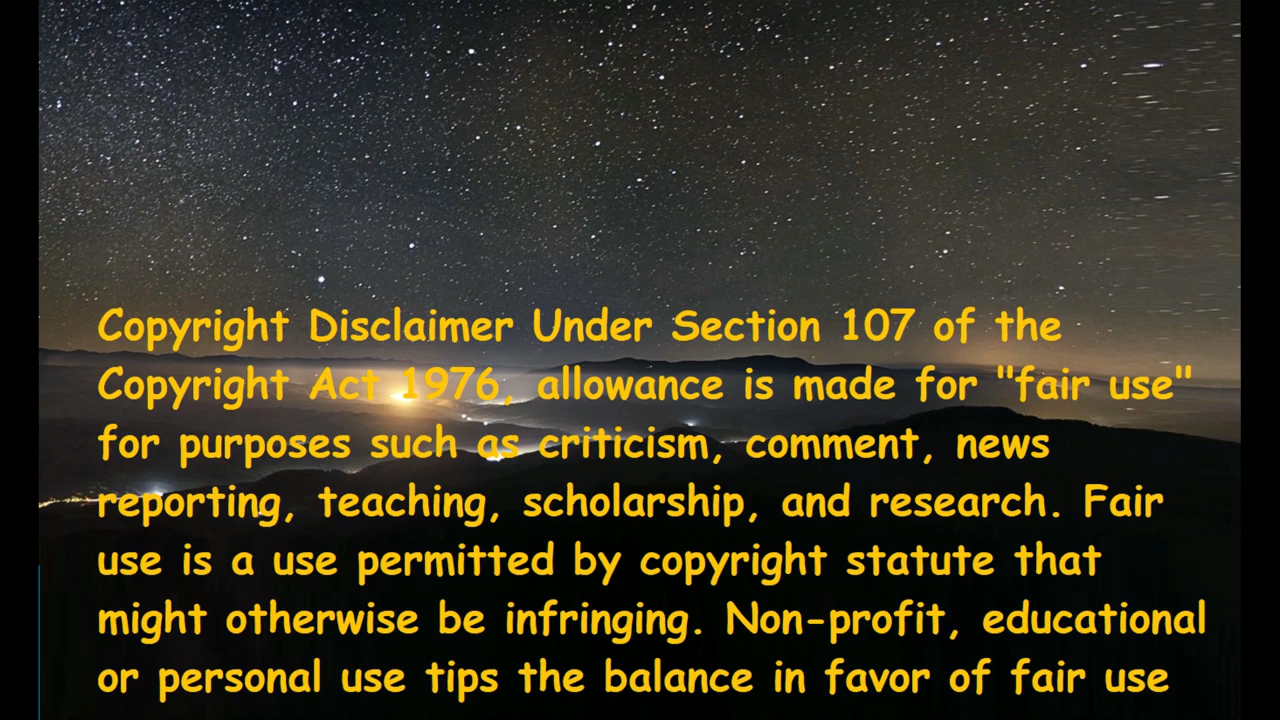 Copyright Disclaimer Under Section 107 of the
Copyright Act 1976, allowance is made for "fair use"
for purposes such as criticism, comment, news
reporting, teaching, scholarship, and research. Fair
use is a use permitted by copyright statute that
might otherwise be infringing. Non-profit, educational
or personal use tips the balance in favor of fair use